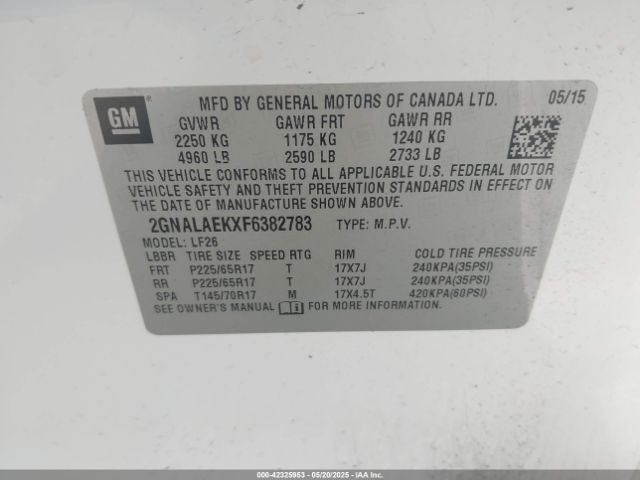 GM
®
MFD BY GENERAL MOTORS OF CANADA LTD. 05/15
GVWR GAWR FRT GAWR RR
2250 KG 1175 KG 1240 KG
4960 LB 2590 LB 2733 LB
THIS VEHICLE CONFORMS TO ALL APPLICABLE U.S. FEDERAL MOTOR
VEHICLE SAFETY AND THEFT PREVENTION STANDARDS IN EFFECT ON
THE DATE OF MANUFACTURE SHOWN ABOVE.
2GNALAEKXF6382783 TYPE: M.P.V.
MODEL: LF26
LBBR TIRE SIZE SPEED RTG RIM COLD TIRE PRESSURE
FRT P225/65R17 T 17X7J 240KPA(35PSI)
RR P225/65R17 T 17X7J 240KPA(35PSI)
SPA T145/70R17 M 17X4.5T 420KPA(60PSI)
SEE OWNER'S MANUAL FOR MORE INFORMATION.
000-42325953 - 05/20/2025 - IAA Holdings, LLC.